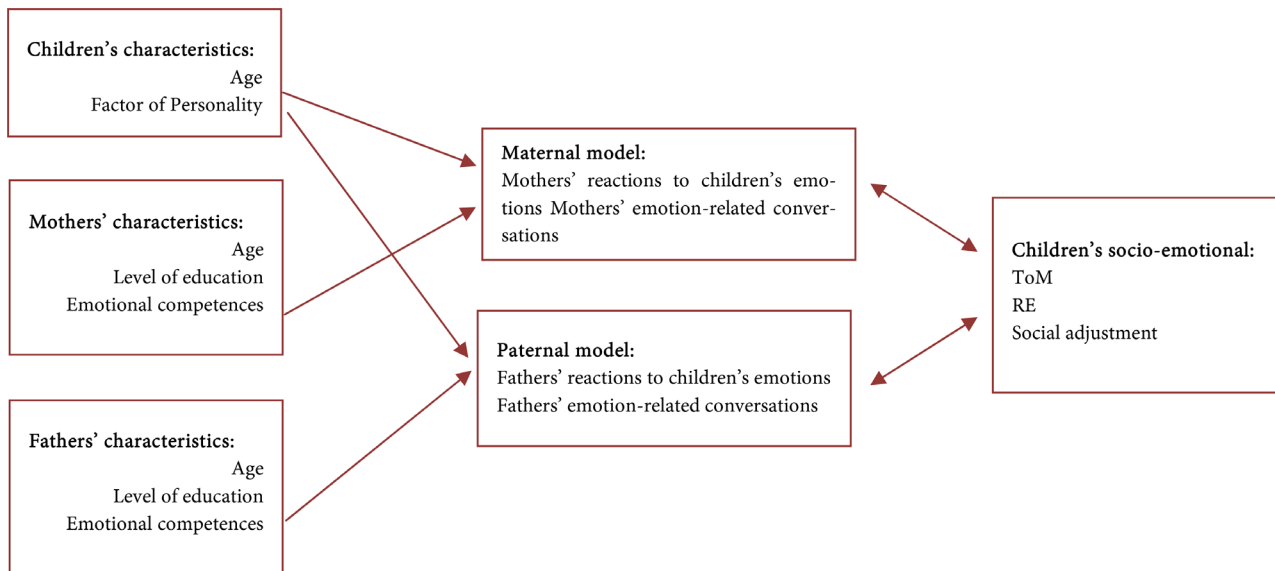 Children’s characteristics:
Age
Factor of Personality
Mothers’ characteristics:
Age
Level of education
Emotional competences
Fathers’ characteristics:
Age
Level of education
Emotional competences
Maternal model:
Mothers’ reactions to children’s emo-
tions Mothers’ emotion-related conver-
sations
Paternal model:
Fathers’ reactions to children’s emotions
Fathers’ emotion-related conversations
Children’s socio-emotional:
ToM
RE
Social adjustment